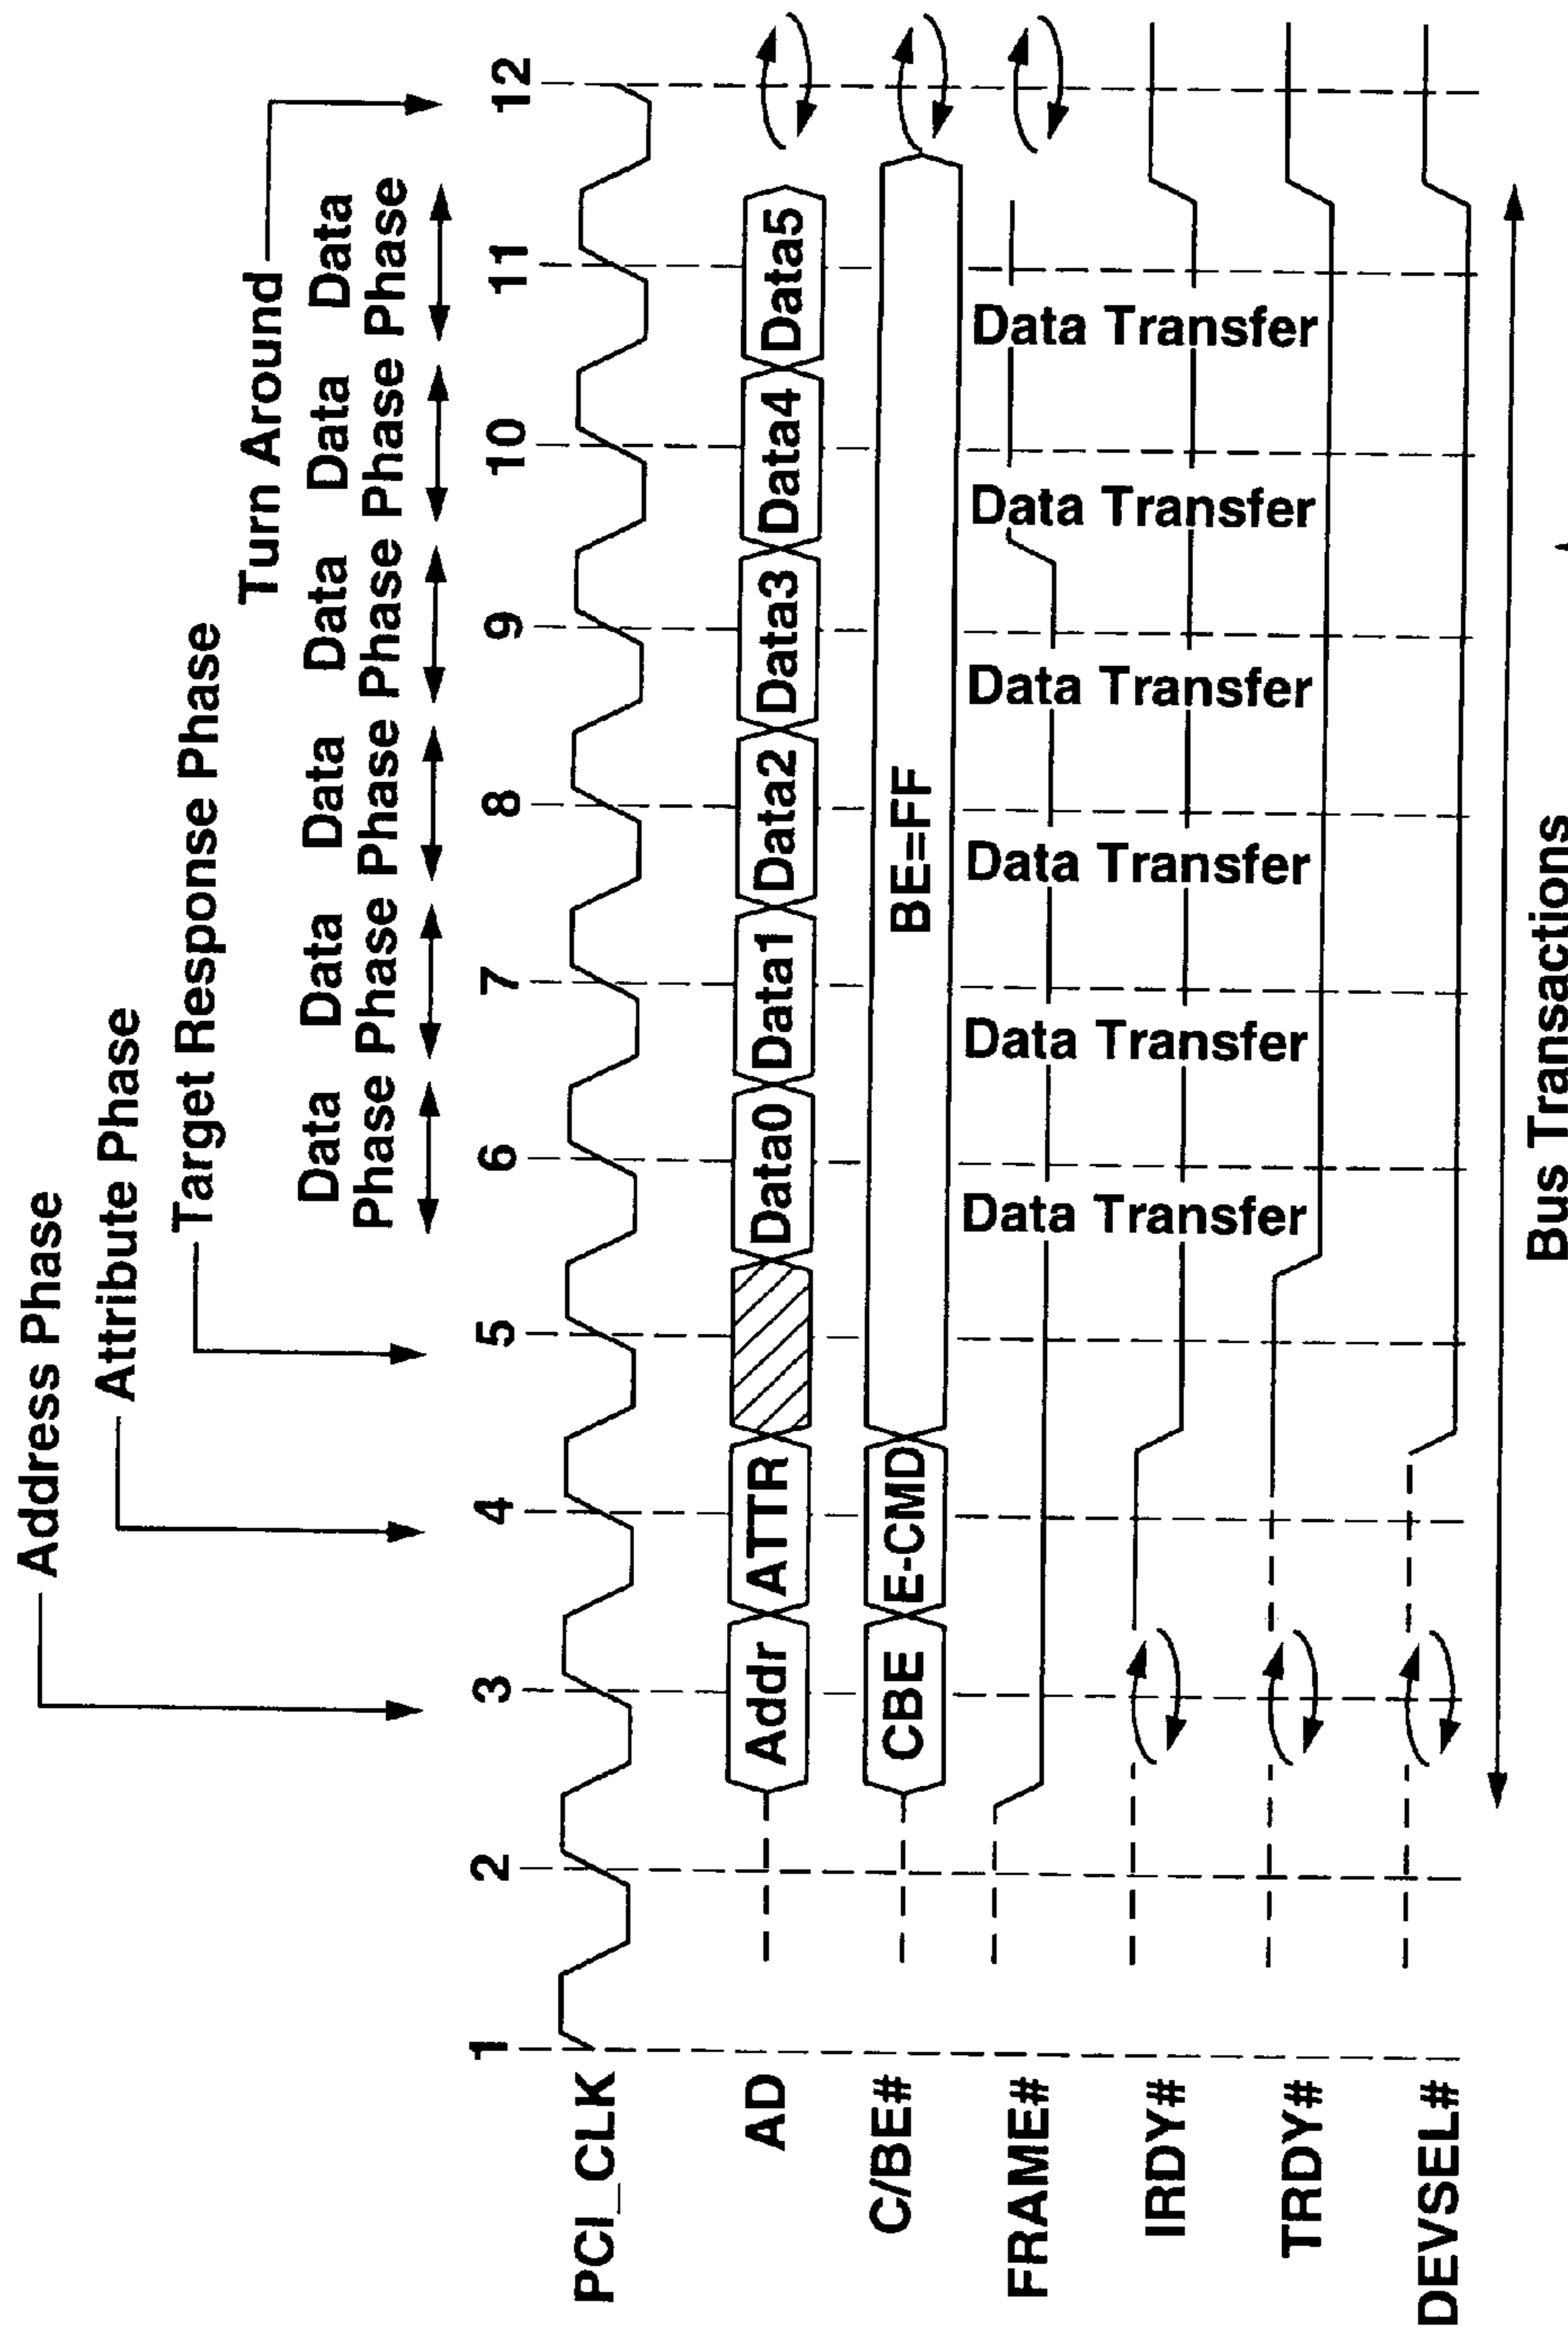 Address Phase
Attribute Phase
Target Response Phase
Turn Around
Data Data Data Data Data Data
Phase Phase Phase Phase Phase Phase
1 2 3 4 5 6 7 8 9 10 11 12
PCI_CLK
AD Addr ATTR Data0 Data1 Data2 Data3 Data4 Data5
C/BE# CBE E-CMD BE=FF
FRAME#
Data Transfer Data Transfer Data Transfer Data Transfer Data Transfer Data Transfer
IRDY#
TRDY#
DEVSEL#
Bus Transactions